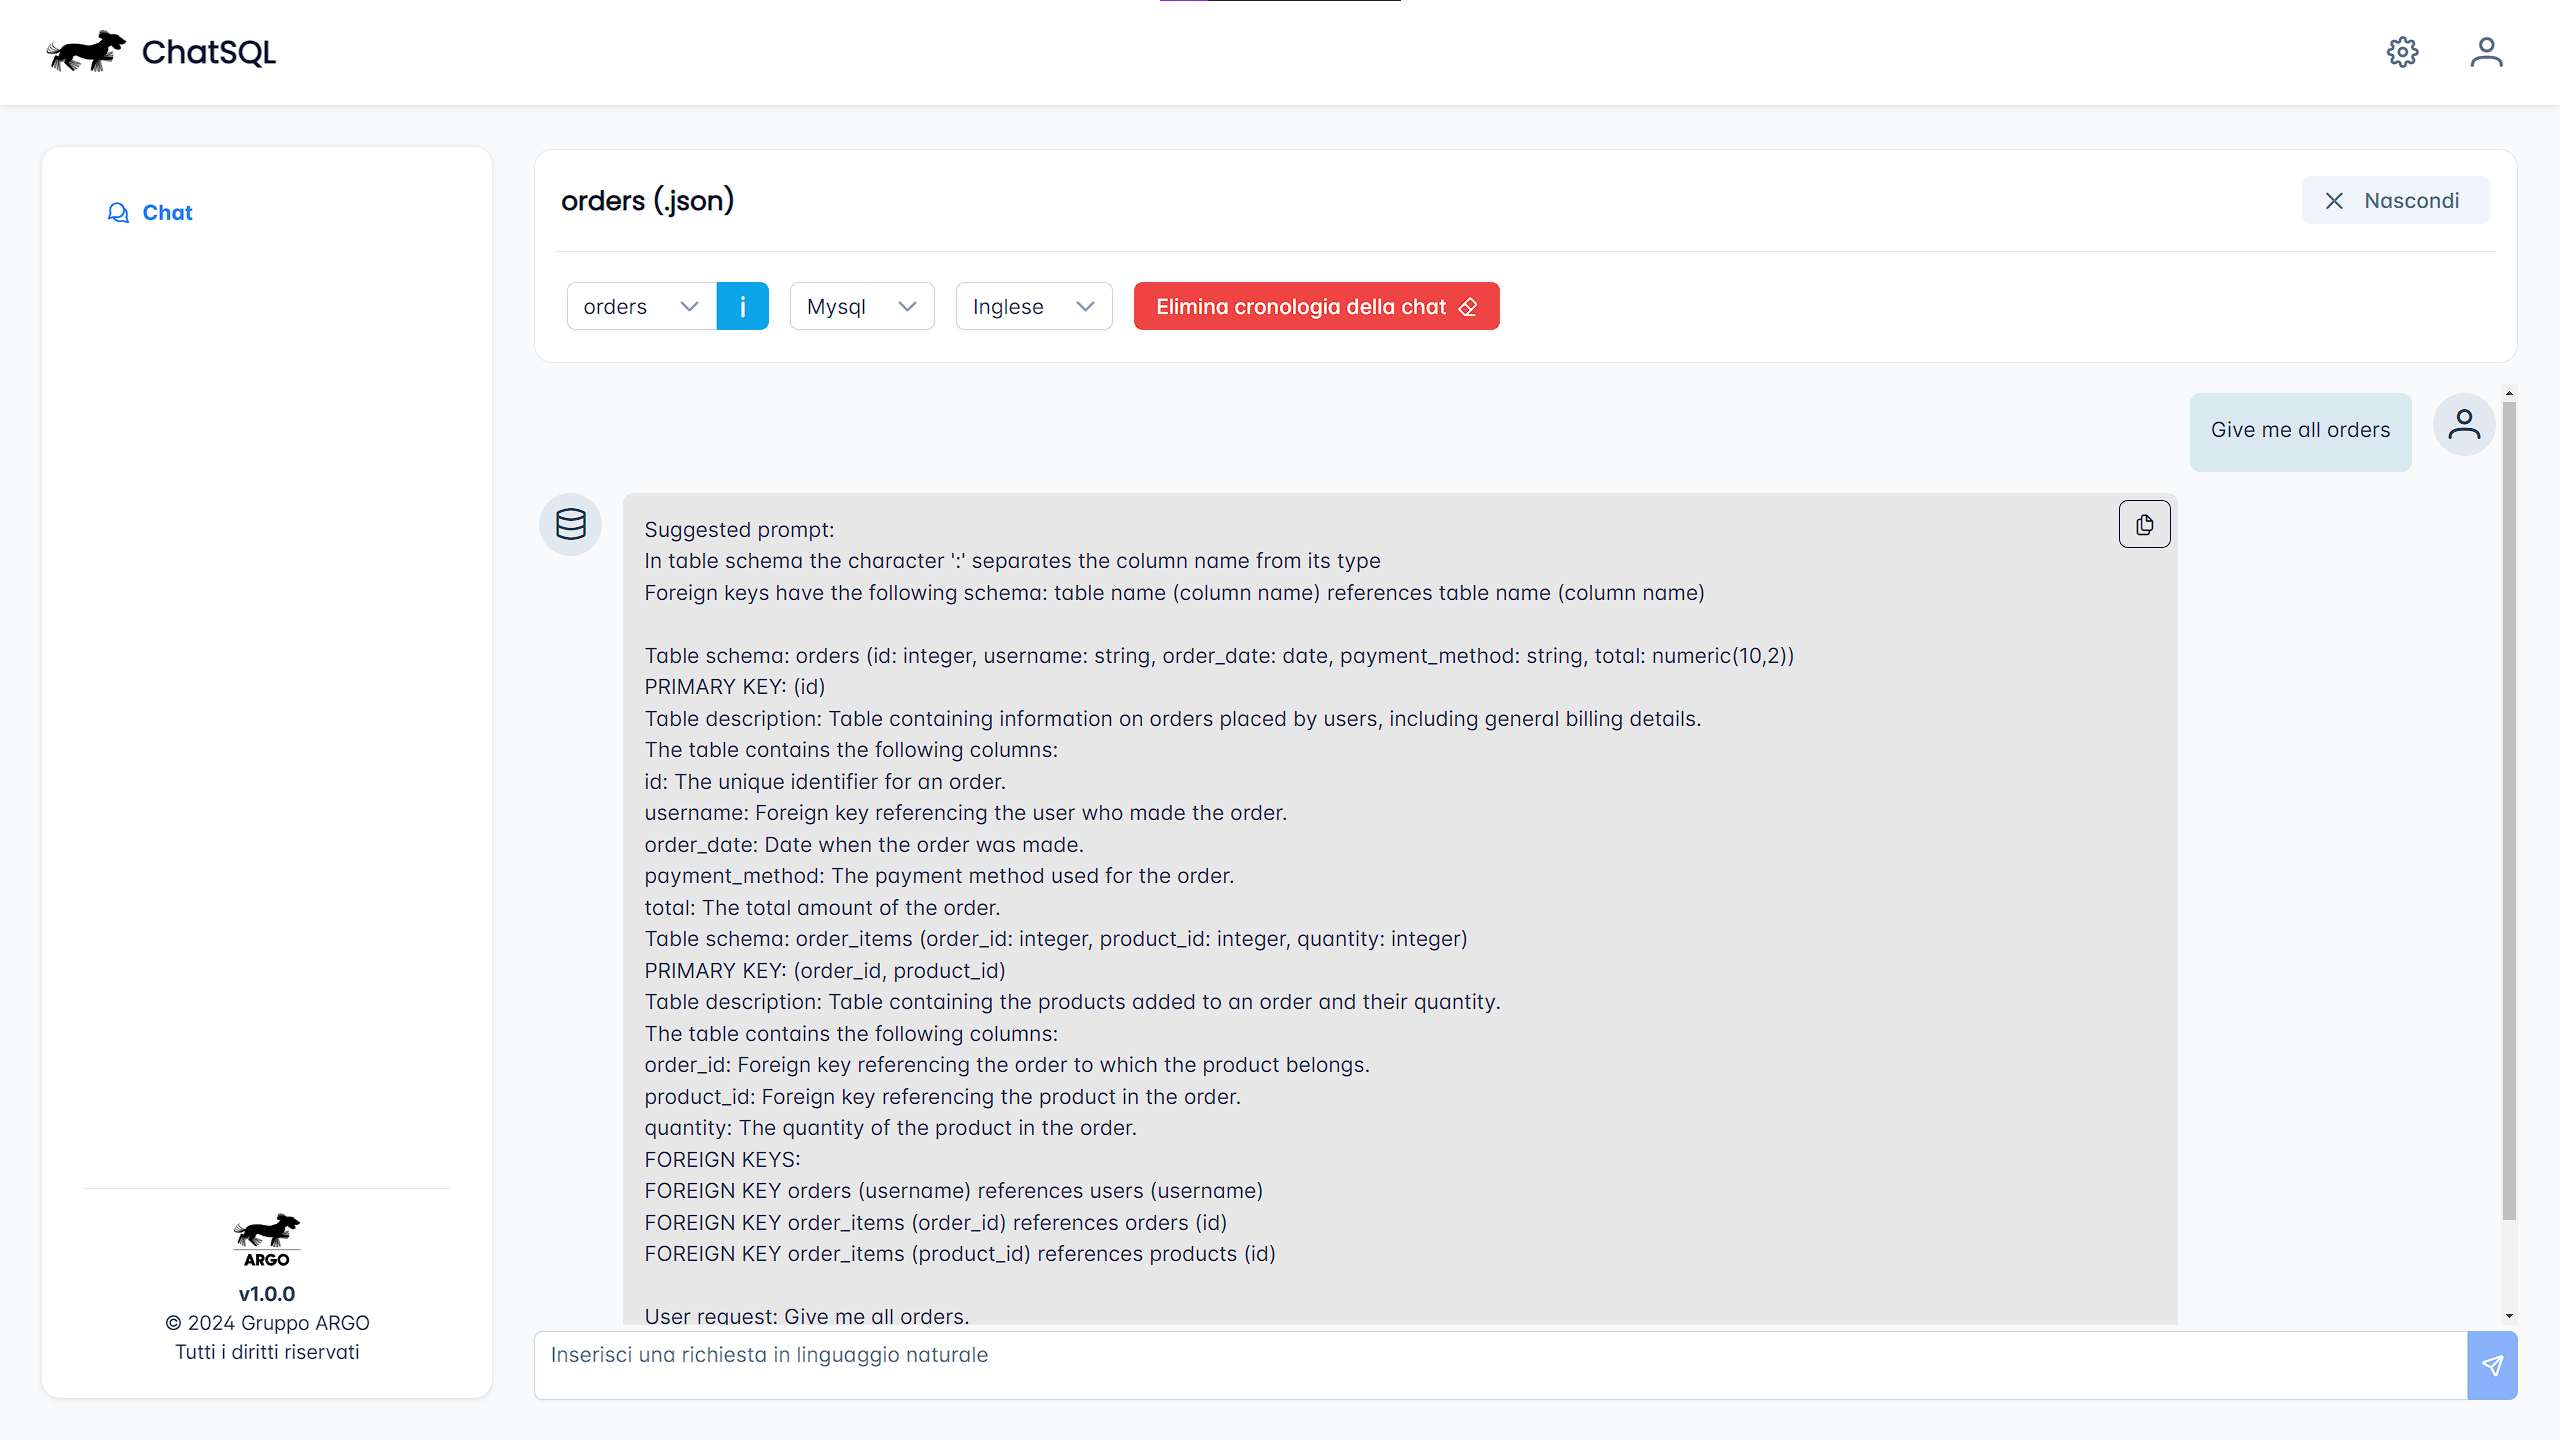 ChatSQL
Chat
orders (.json)
Nascondi
orders
i
Mysql
Inglese
Elimina cronologia della chat
Give me all orders
Suggested prompt:
In table schema the character ':' separates the column name from its type
Foreign keys have the following schema: table name (column name) references table name (column name)
Table schema: orders (id: integer, username: string, order_date: date, payment_method: string, total: numeric(10,2))
PRIMARY KEY: (id)
Table description: Table containing information on orders placed by users, including general billing details.
The table contains the following columns:
id: The unique identifier for an order.
username: Foreign key referencing the user who made the order.
order_date: Date when the order was made.
payment_method: The payment method used for the order.
total: The total amount of the order.
Table schema: order_items (order_id: integer, product_id: integer, quantity: integer)
PRIMARY KEY: (order_id, product_id)
Table description: Table containing the products added to an order and their quantity.
The table contains the following columns:
order_id: Foreign key referencing the order to which the product belongs.
product_id: Foreign key referencing the product in the order.
quantity: The quantity of the product in the order.
FOREIGN KEYS:
FOREIGN KEY orders (username) references users (username)
FOREIGN KEY order_items (order_id) references orders (id)
FOREIGN KEY order_items (product_id) references products (id)
User request: Give me all orders.
Inserisci una richiesta in linguaggio naturale
ARGO
v1.0.0
© 2024 Gruppo ARGO
Tutti i diritti riservati